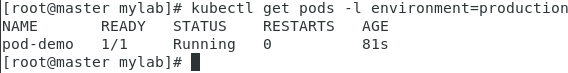 [root@master mylab]# kubectl get pods -l environment=production
NAME       READY   STATUS    RESTARTS   AGE
pod-demo   1/1     Running   0          81s
[root@master mylab]#